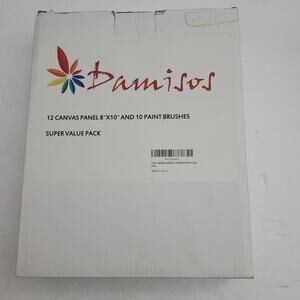 Damisos
12 CANVAS PANEL 8"X10" AND 10 PAINT BRUSHES
SUPER VALUE PACK